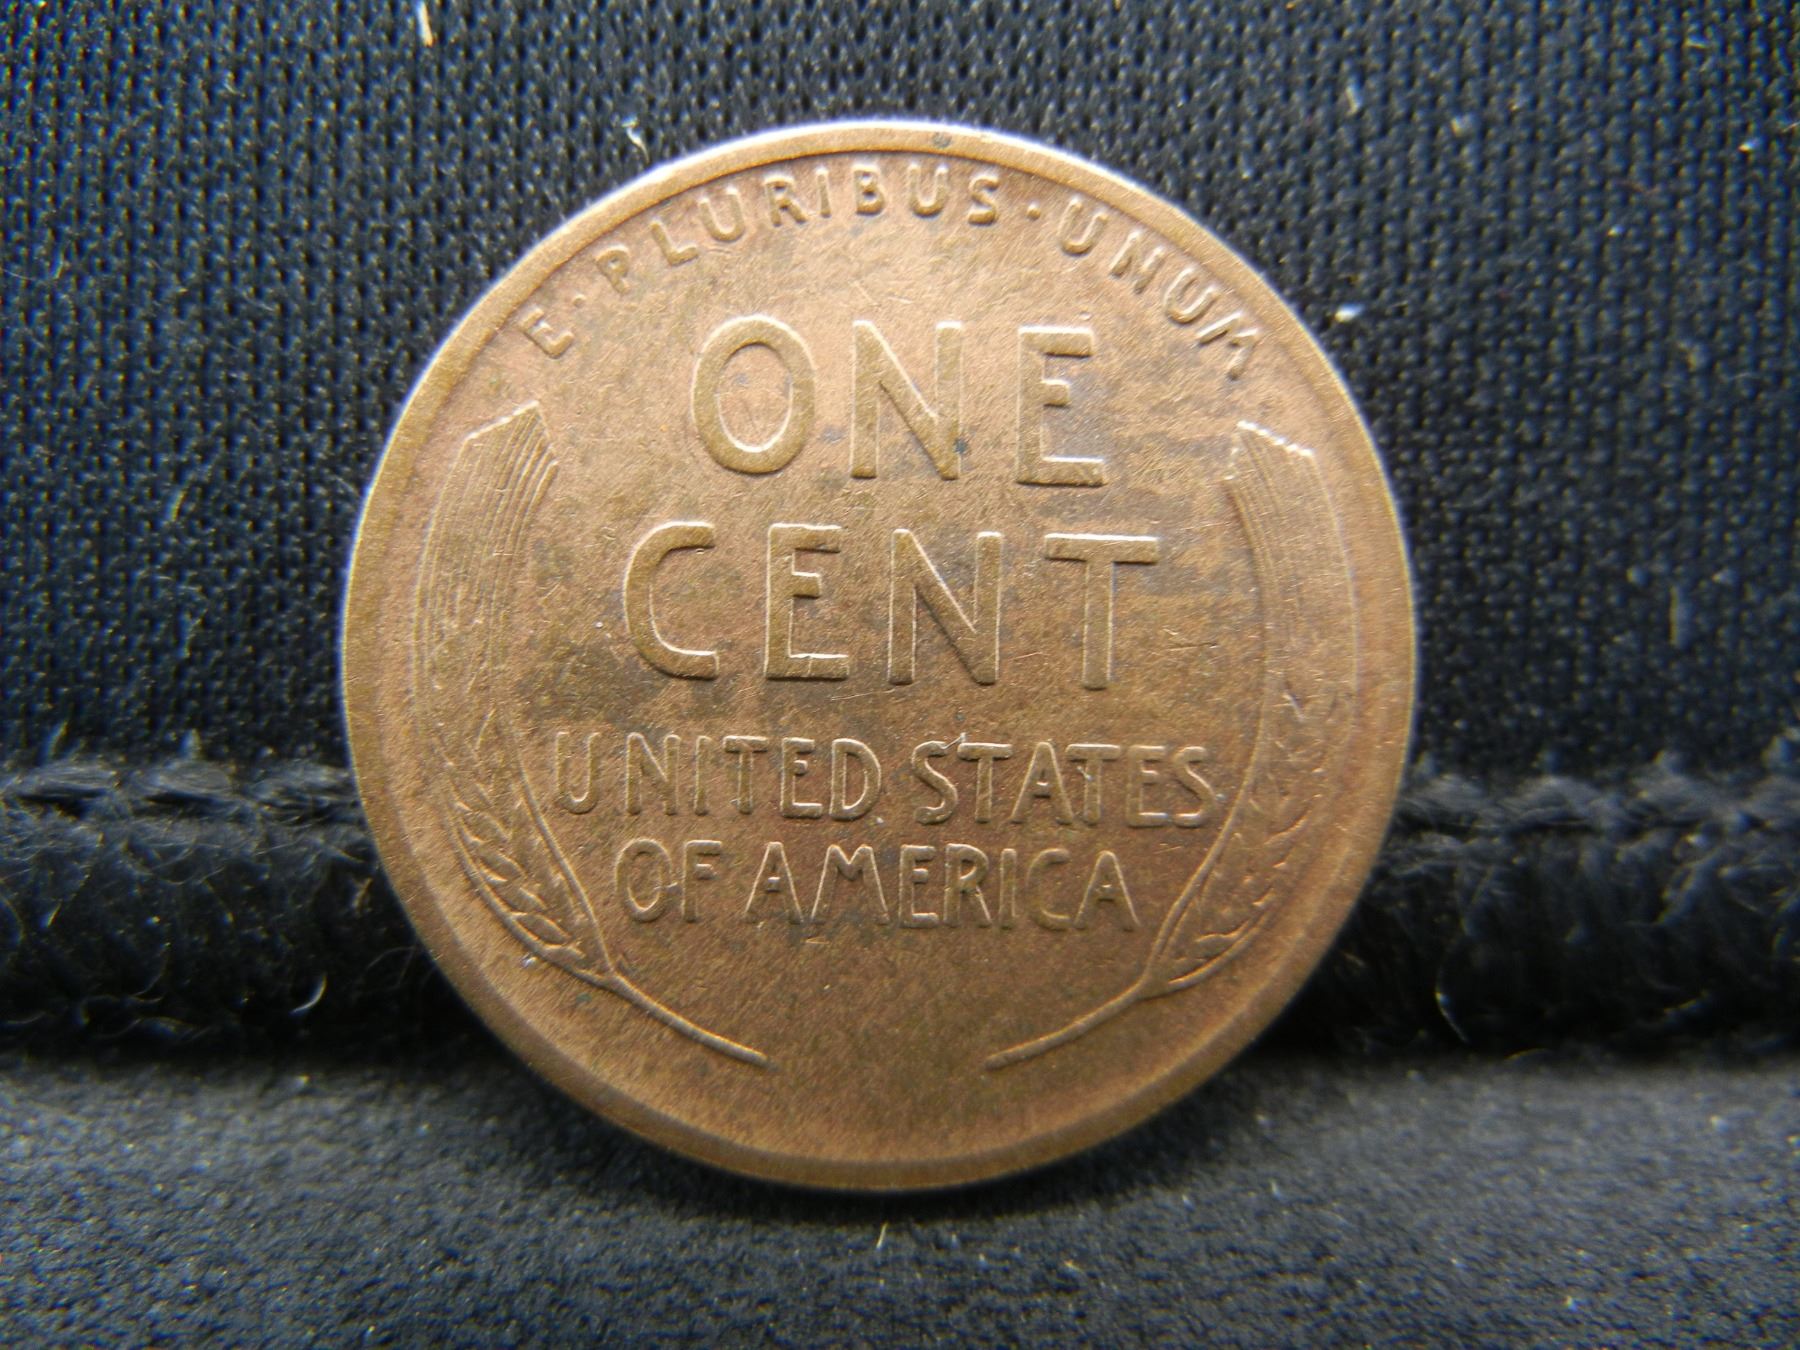 E·PLURIBUS·UNUM
ONE
CENT
UNITED STATES
OF AMERICA